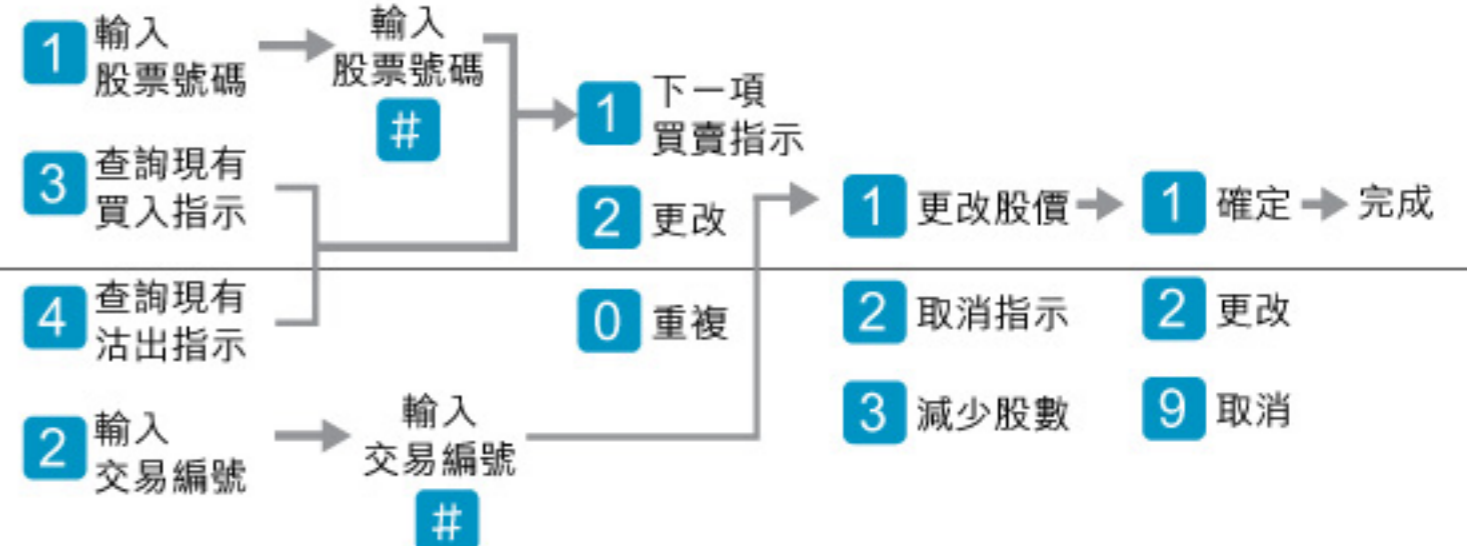 1 輸入
股票號碼
輸入
股票號碼
#
3 查詢現有
買入指示
4 查詢現有
沽出指示
2 輸入
交易編號
輸入
交易編號
#
1 下一項
買賣指示
2 更改
0 重複
1 更改股價
2 取消指示
3 減少股數
1 確定
2 更改
9 取消
完成